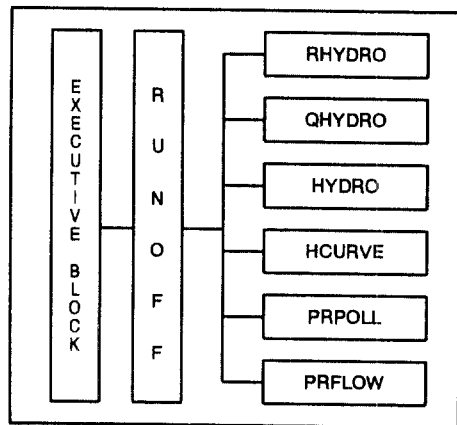 EXECUTIVE BLOCK
RUNOFF
RHYDRO
QHYDRO
HYDRO
HCURVE
PRPOLL
PRFLOW